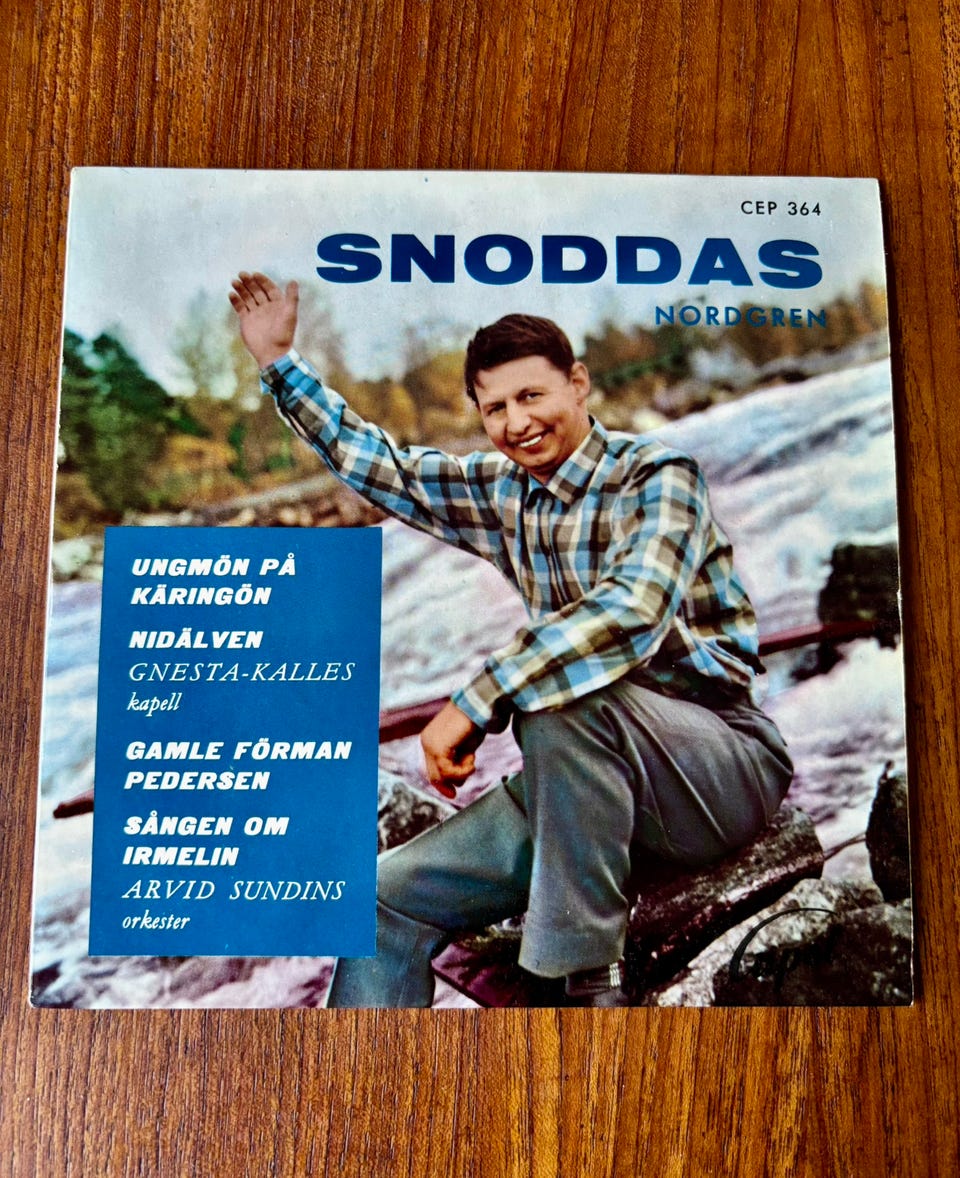 CEP 364
SNODDAS
NORDGREN
UNGMÖN PÅ
KÄRINGÖN
NIDÄLVEN
GNESTA-KALLES
kapell
GAMLE FÖRMAN
PEDERSEN
SÅNGEN OM
IRMELIN
ARVID SUNDINS
orkester